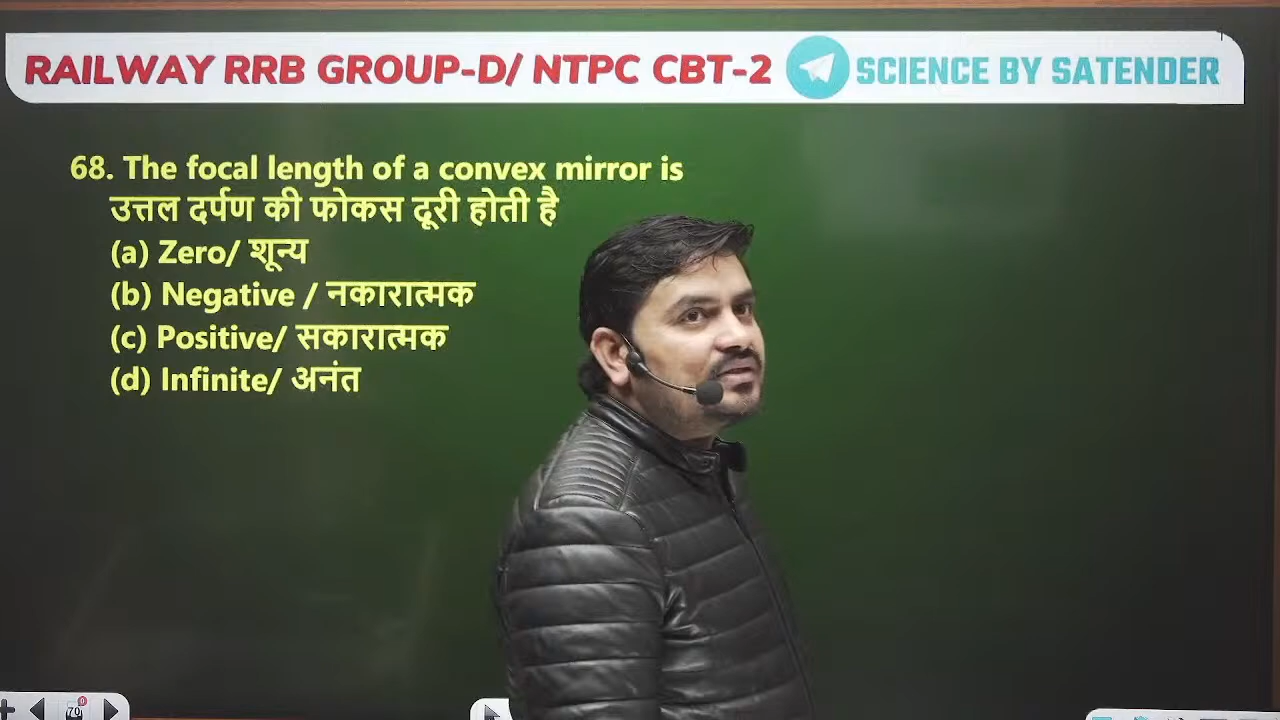 RAILWAY RRB GROUP-D/ NTPC CBT-2 SCIENCE BY SATENDER
68. The focal length of a convex mirror is
उत्तल दर्पण की फोकस दूरी होती है
(a) Zero/ शून्य
(b) Negative / नकारात्मक
(c) Positive/ सकारात्मक
(d) Infinite/ अनंत
70